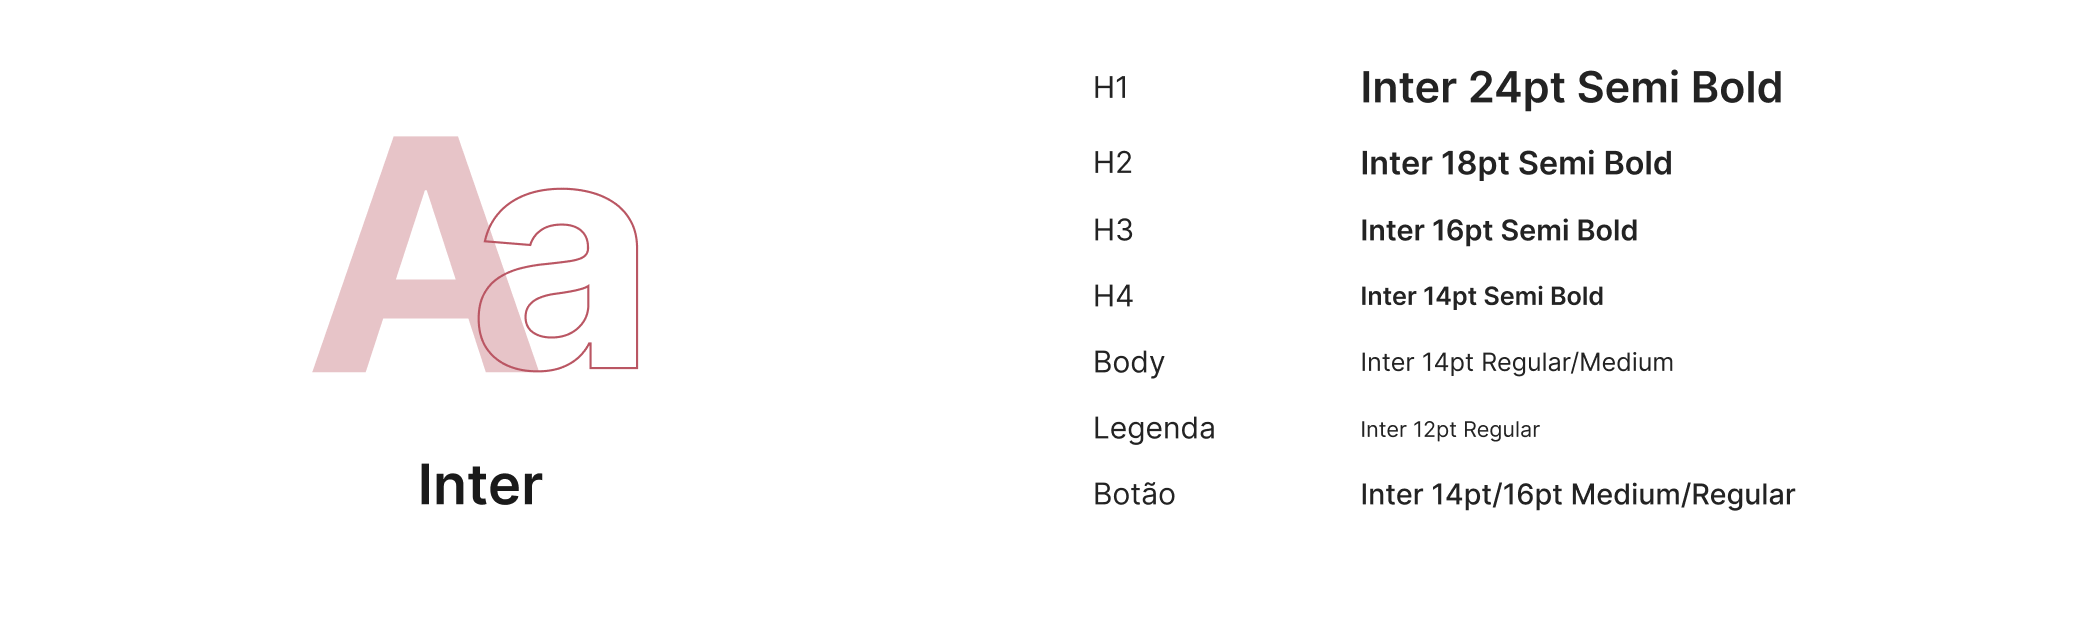 Aa
Inter
H1 Inter 24pt Semi Bold
H2 Inter 18pt Semi Bold
H3 Inter 16pt Semi Bold
H4 Inter 14pt Semi Bold
Body Inter 14pt Regular/Medium
Legenda Inter 12pt Regular
Botão Inter 14pt/16pt Medium/Regular